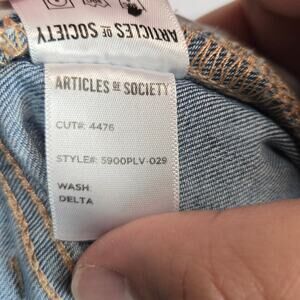 ARTICLES OF SOCIETY
ARTICLES OF SOCIETY
CUT#: 4476
STYLE#: 5900PLV-029
WASH:
DELTA